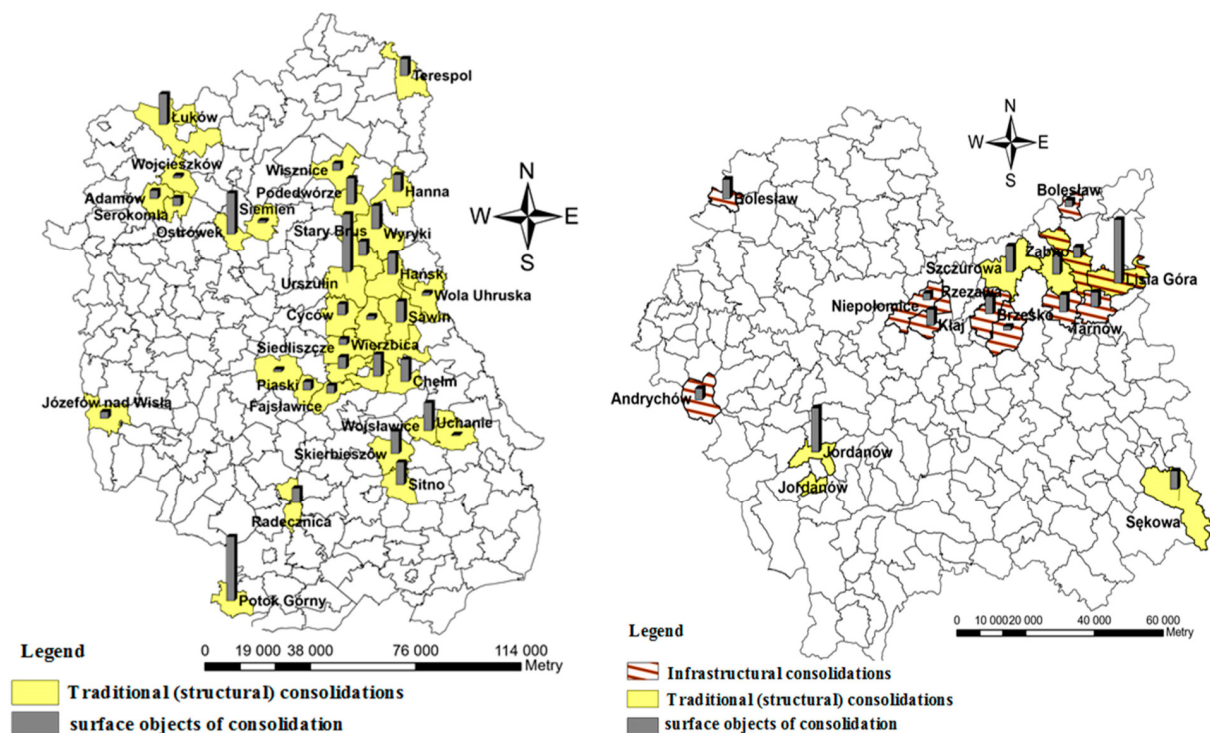 Terespol
Łuków
Wojcieszków
Wisznice
Adamów
Podedwórze
Hanna
Serokomla
Siemień
Ostrówek
Stary Brus
Wyryki
Urszulin
Hańsk
Wola Uhruska
Cyców
Sawin
Siedliszcze
Wierzbica
Piaski
Chełm
Józefów nad Wisłą
Fajsławice
Wojsławice
Uchanie
Skierbieszów
Sitno
Radecznica
Potok Górny
N
W E
S
Legend
0 19 000 38 000 76 000 114 000
Metry
Traditional (structural) consolidations
surface objects of consolidation
N
W E
S
Bolesław
Bolesław
Żabno
Szczurowa
Lisia Góra
Rzezawa
Niepołomice
Brzesko
Kłaj
Tarnów
Andrychów
Jordanów
Jordanów
Sękowa
0 10 000 20 000 40 000 60 000
Metry
Legend
Infrastructural consolidations
Traditional (structural) consolidations
surface objects of consolidation